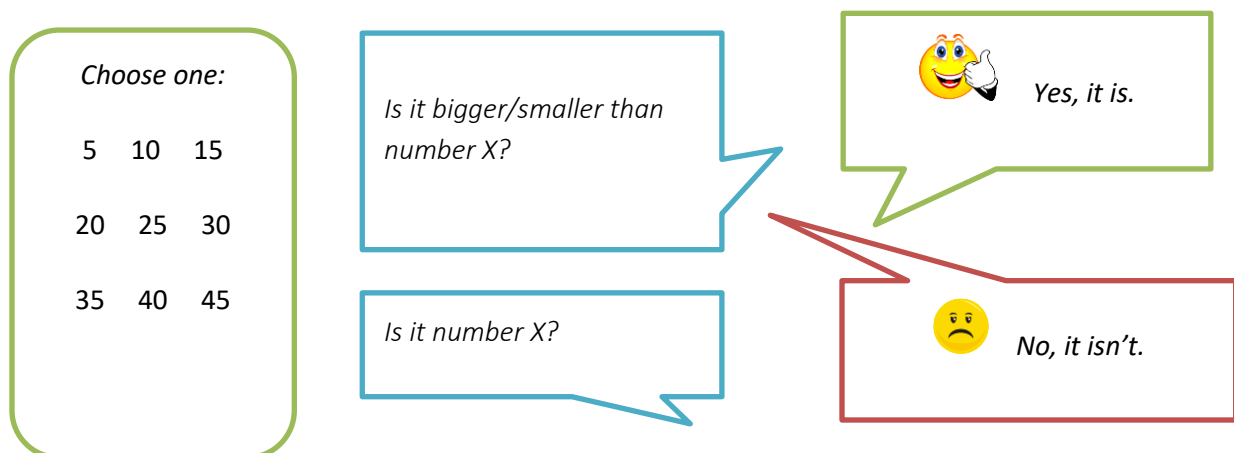 Choose one:
5 10 15
20 25 30
35 40 45
Is it bigger/smaller than
number X?
Is it number X?
Yes, it is.
No, it isn’t.